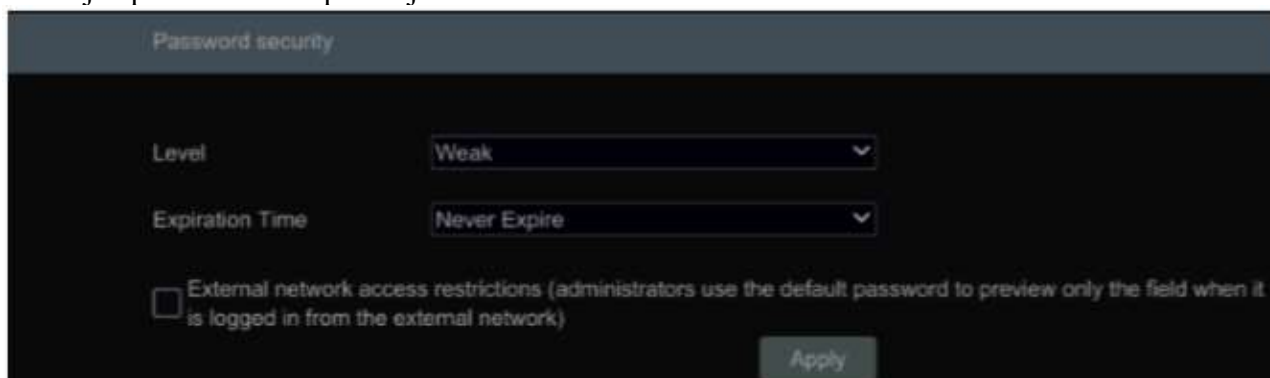 Password security
Level
Weak
Expiration Time
Never Expire
External network access restrictions (administrators use the default password to preview only the field when it
is logged in from the external network)
Apply